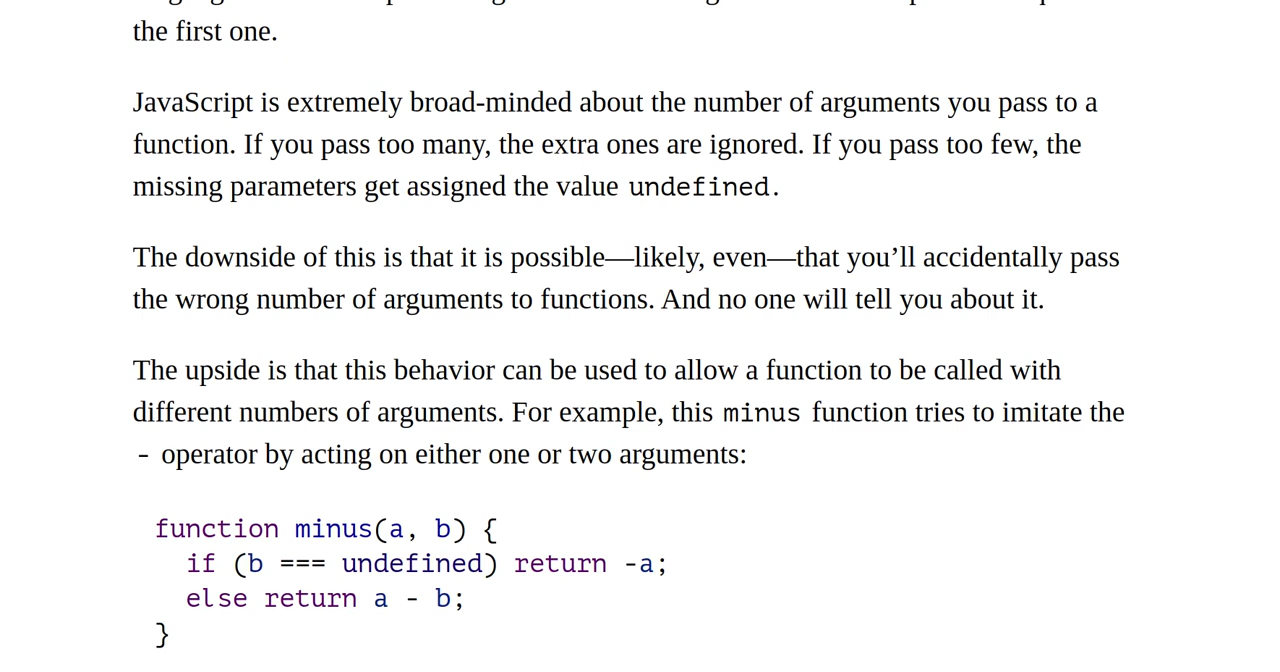 the first one.
JavaScript is extremely broad-minded about the number of arguments you pass to a
function. If you pass too many, the extra ones are ignored. If you pass too few, the
missing parameters get assigned the value undefined.
The downside of this is that it is possible—likely, even—that you’ll accidentally pass
the wrong number of arguments to functions. And no one will tell you about it.
The upside is that this behavior can be used to allow a function to be called with
different numbers of arguments. For example, this minus function tries to imitate the
- operator by acting on either one or two arguments:
function minus(a, b) {
  if (b === undefined) return -a;
  else return a - b;
}